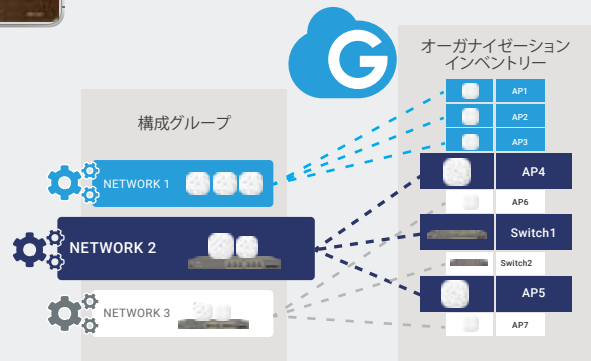 G
オーガナイゼーション
インベントリー
構成グループ
AP1
AP2
AP3
NETWORK 1
AP4
AP6
NETWORK 2
Switch1
Switch2
NETWORK 3
AP5
AP7